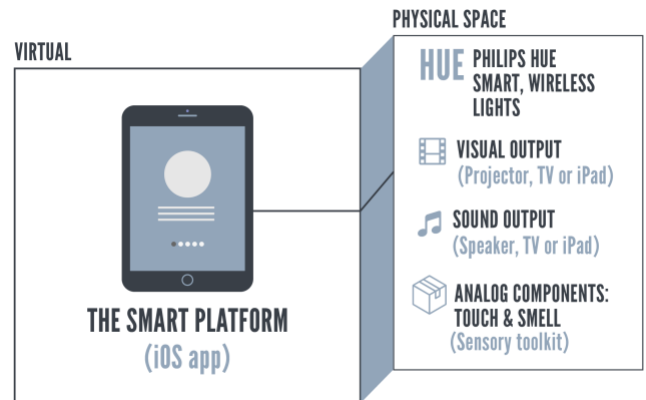 VIRTUAL
THE SMART PLATFORM
(iOS app)
PHYSICAL SPACE
HUE PHILIPS HUE
SMART, WIRELESS
LIGHTS
VISUAL OUTPUT
(Projector, TV or iPad)
SOUND OUTPUT
(Speaker, TV or iPad)
ANALOG COMPONENTS:
TOUCH & SMELL
(Sensory toolkit)